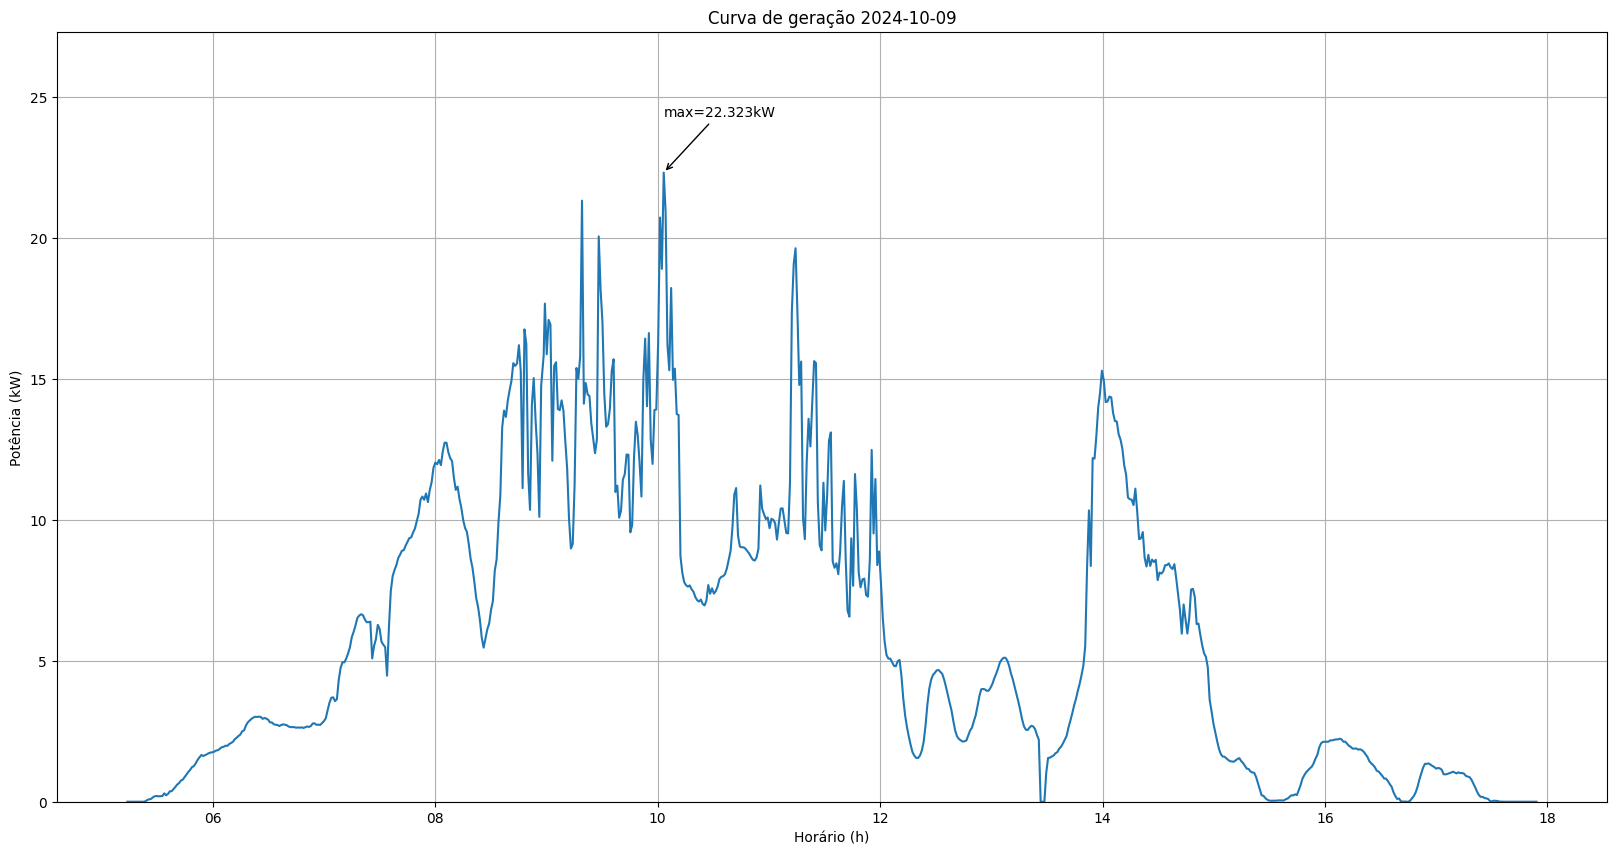 Curva de geração 2024-10-09
25
max=22.323kW
20
15
Potência (kW)
10
5
0
06 08 10 12 14 16 18
Horário (h)